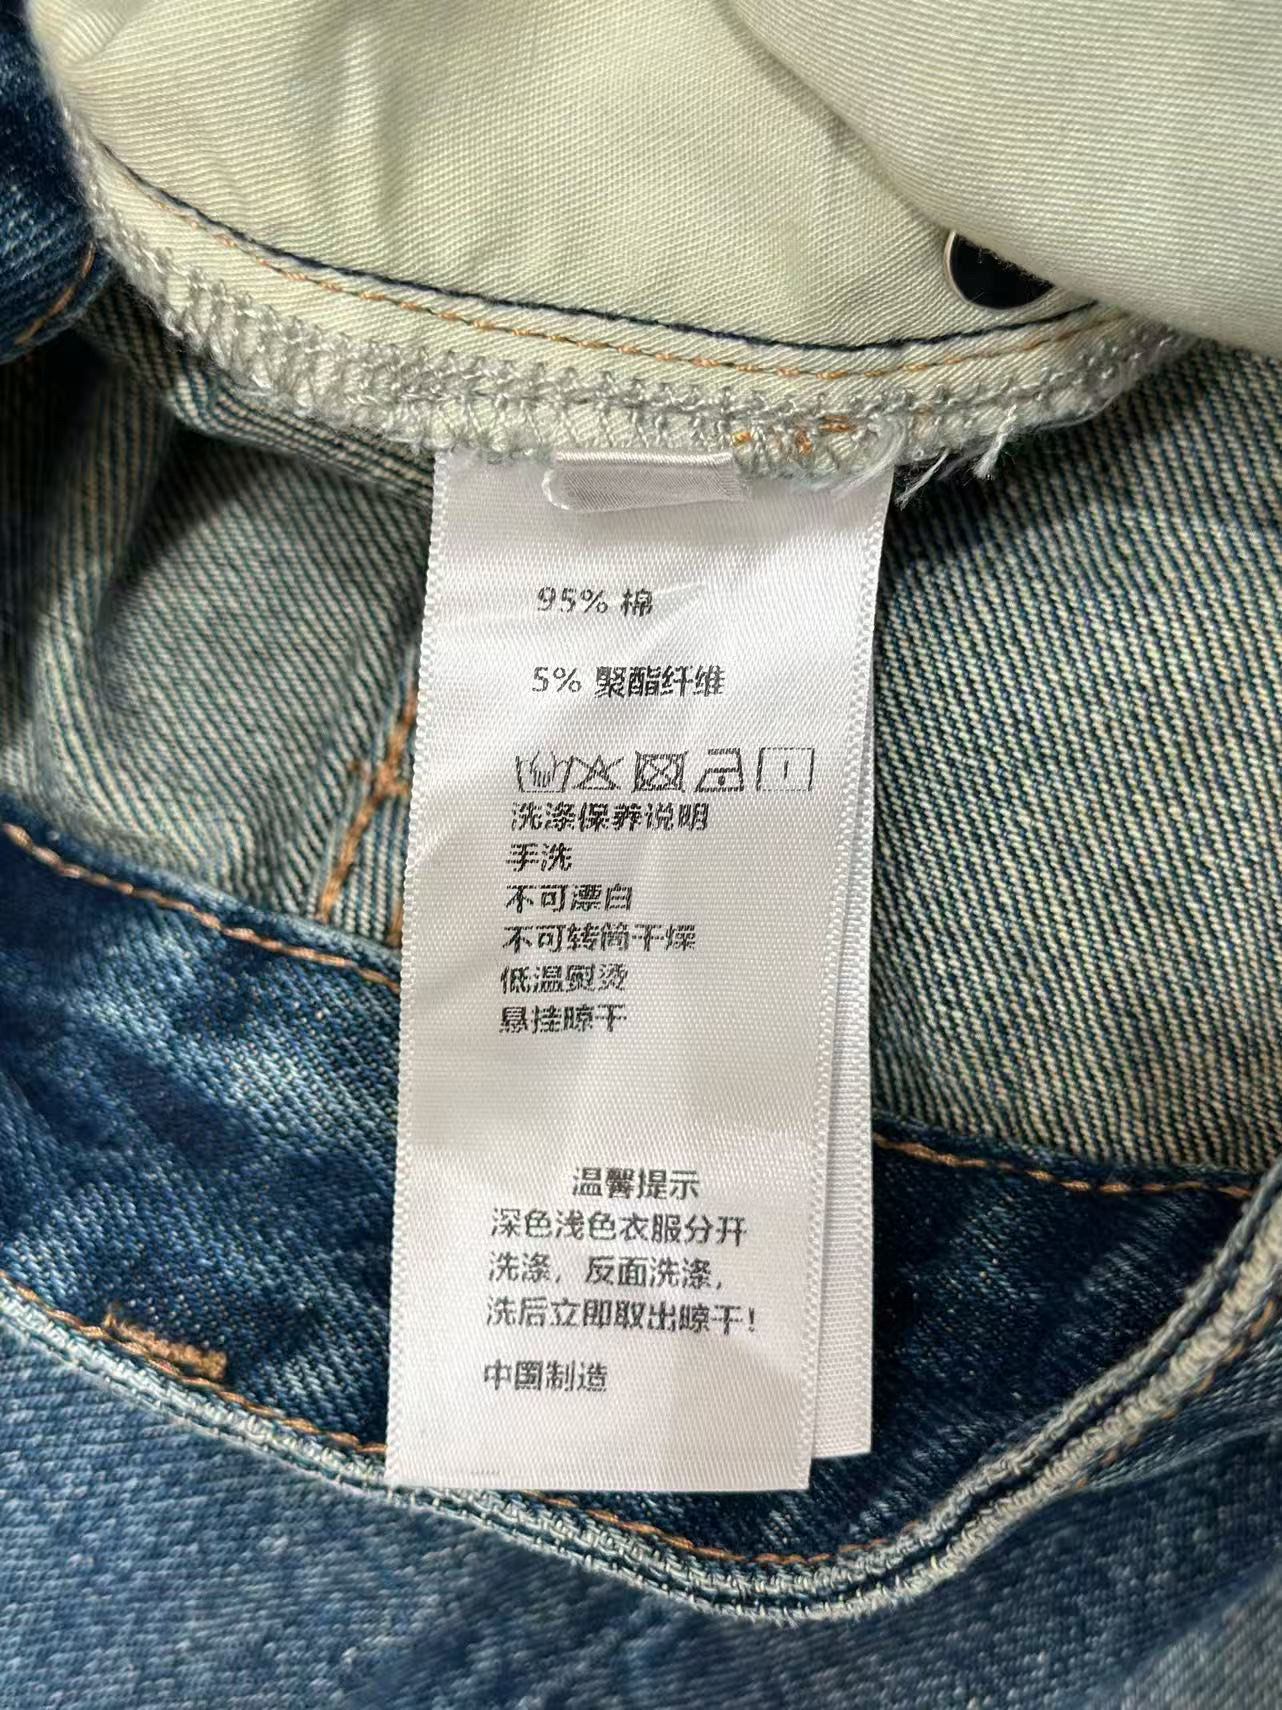 95% 棉
5% 聚酯纤维
洗涤保养说明
手洗
不可漂白
不可转筒干燥
低温熨烫
悬挂晾干
温馨提示
深色浅色衣服分开
洗涤，反面洗涤，
洗后立即取出晾干！
中国制造